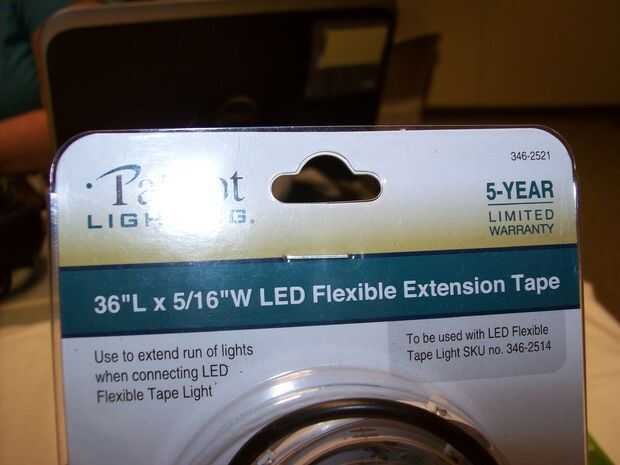 346-2521
LIGHTING.
5-YEAR
LIMITED
WARRANTY
36"L x 5/16"W LED Flexible Extension Tape
Use to extend run of lights
when connecting LED
Flexible Tape Light
To be used with LED Flexible
Tape Light SKU no. 346-2514